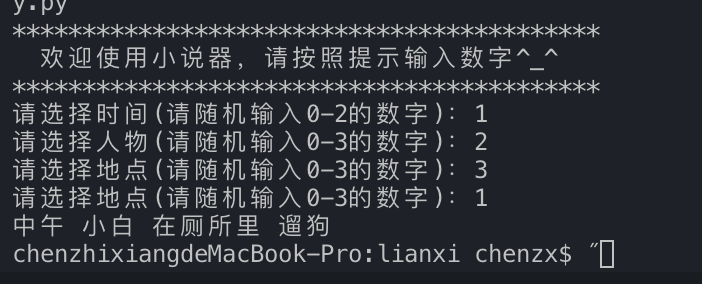 y.py
******************************************
欢迎使用小说器，请按照提示输入数字^_^
******************************************
请选择时间(请随机输入0-2的数字)：1
请选择人物(请随机输入0-3的数字)：2
请选择地点(请随机输入0-3的数字)：3
请选择地点(请随机输入0-3的数字)：1
中午 小白 在厕所里 遛狗
chenzhixiangdeMacBook-Pro:lianxi chenzx$ ˝